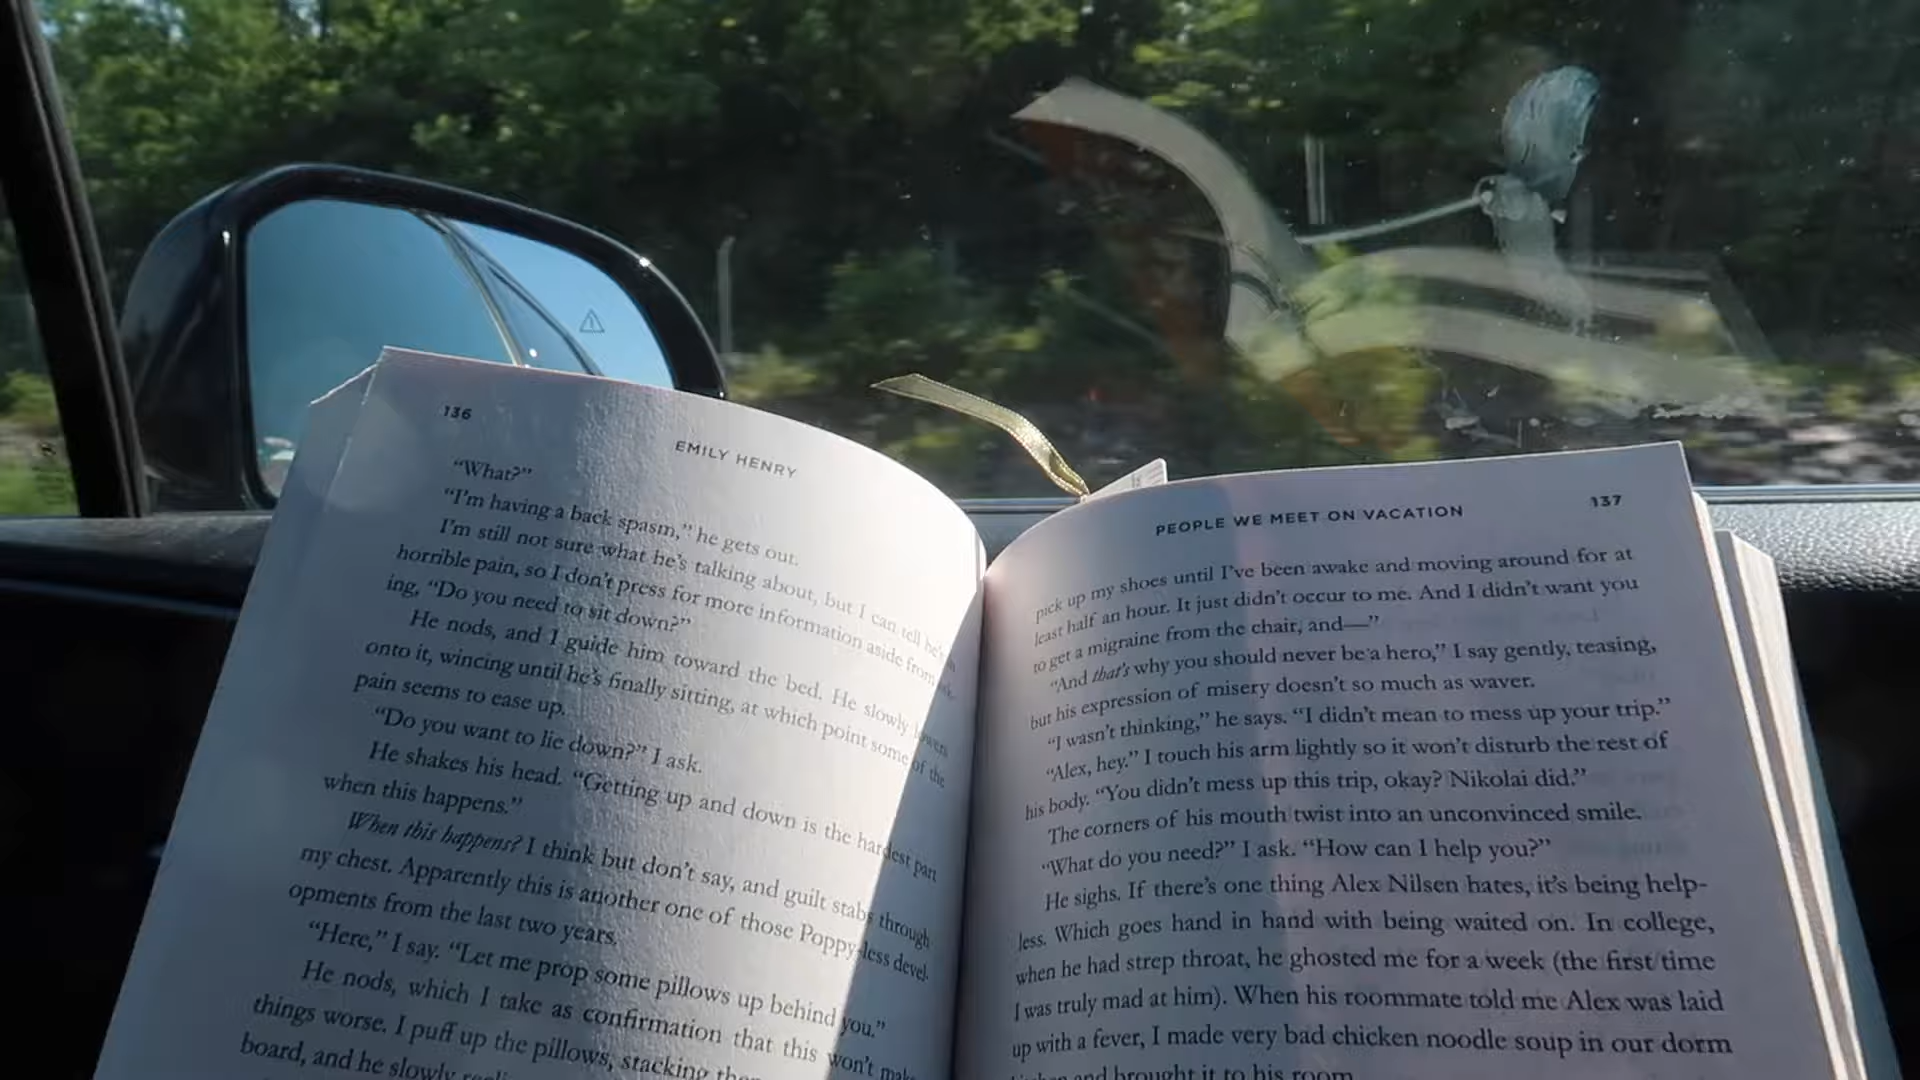 136
EMILY HENRY
“What?”
“I’m having a back spasm,” he gets out.
I’m still not sure what he’s talking about, but I can tell he’s in
horrible pain, so I don’t press for more information aside from
ing, “Do you need to sit down?”
He nods, and I guide him toward the bed. He slowly lowers
onto it, wincing until he’s finally sitting, at which point some of the
pain seems to ease up.
“Do you want to lie down?” I ask.
He shakes his head. “Getting up and down is the hardest part
when this happens.”
When this happens? I think but don’t say, and guilt stabs through
my chest. Apparently this is another one of those Poppy-less devel-
opments from the last two years.
“Here,” I say. “Let me prop some pillows up behind you.”
He nods, which I take as confirmation that this won’t make
things worse. I puff up the pillows, stacking
board, and he slowly
PEOPLE WE MEET ON VACATION
137
pick up my shoes until I’ve been awake and moving around for at
least half an hour. It just didn’t occur to me. And I didn’t want you
to get a migraine from the chair, and—”
“And that’s why you should never be a hero,” I say gently, teasing,
but his expression of misery doesn’t so much as waver.
“I wasn’t thinking,” he says. “I didn’t mean to mess up your trip.”
“Alex, hey.” I touch his arm lightly so it won’t disturb the rest of
his body. “You didn’t mess up this trip, okay? Nikolai did.”
The corners of his mouth twist into an unconvinced smile.
“What do you need?” I ask. “How can I help you?”
He sighs. If there’s one thing Alex Nilsen hates, it’s being help-
less. Which goes hand in hand with being waited on. In college,
when he had strep throat, he ghosted me for a week (the first time
I was truly mad at him). When his roommate told me Alex was laid
up with a fever, I made very bad chicken noodle soup in our dorm
and brought it to his room.